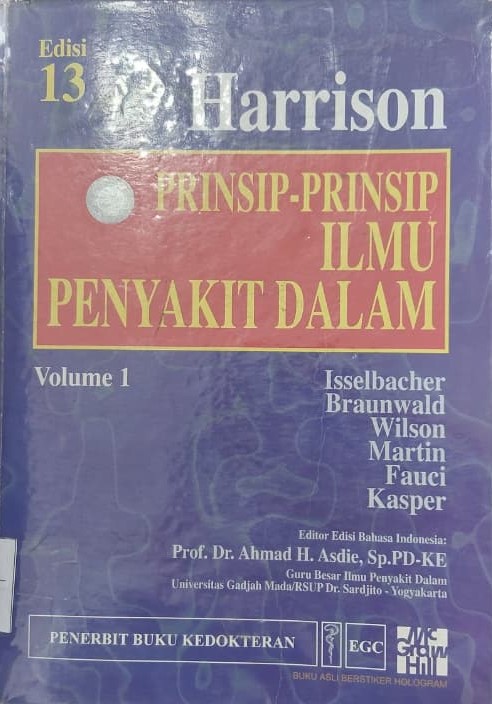 Edisi
13
Harrison
PRINSIP-PRINSIP
ILMU
PENYAKIT DALAM
Volume 1
Isselbacher
Braunwald
Wilson
Martin
Fauci
Kasper
Editor Edisi Bahasa Indonesia:
Prof. Dr. Ahmad H. Asdie, Sp.PD-KE
Guru Besar Ilmu Penyakit Dalam
Universitas Gadjah Mada/RSUP Dr. Sardjito - Yogyakarta
PENERBIT BUKU KEDOKTERAN
EGC
Mc
Graw
Hill
BUKU ASLI BERSTIKER HOLOGRAM